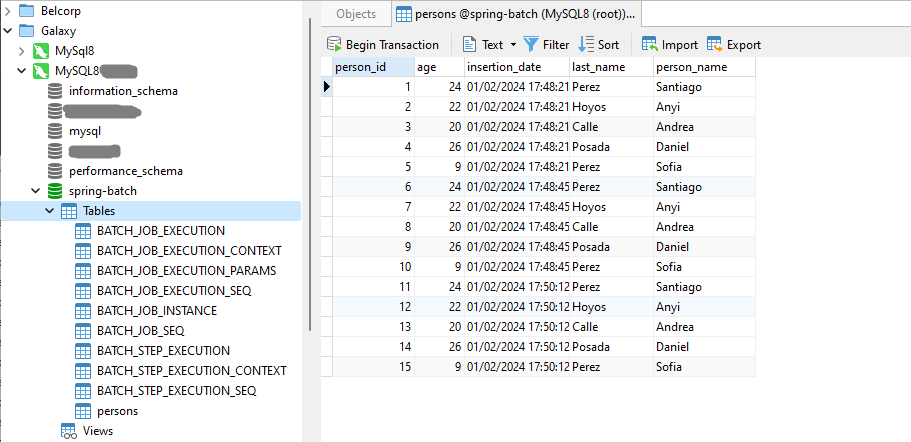 Belcorp
Galaxy
MySql8
MySQL8
information_schema
mysql
performance_schema
spring-batch
Tables
BATCH_JOB_EXECUTION
BATCH_JOB_EXECUTION_CONTEXT
BATCH_JOB_EXECUTION_PARAMS
BATCH_JOB_EXECUTION_SEQ
BATCH_JOB_INSTANCE
BATCH_JOB_SEQ
BATCH_STEP_EXECUTION
BATCH_STEP_EXECUTION_CONTEXT
BATCH_STEP_EXECUTION_SEQ
persons
Views
Objects persons @spring-batch (MySQL8 (root))...
Begin Transaction Text Filter Sort Import Export
person_id age insertion_date last_name person_name
1 24 01/02/2024 17:48:21 Perez Santiago
2 22 01/02/2024 17:48:21 Hoyos Anyi
3 20 01/02/2024 17:48:21 Calle Andrea
4 26 01/02/2024 17:48:21 Posada Daniel
5 9 01/02/2024 17:48:21 Perez Sofia
6 24 01/02/2024 17:48:45 Perez Santiago
7 22 01/02/2024 17:48:45 Hoyos Anyi
8 20 01/02/2024 17:48:45 Calle Andrea
9 26 01/02/2024 17:48:45 Posada Daniel
10 9 01/02/2024 17:48:45 Perez Sofia
11 24 01/02/2024 17:50:12 Perez Santiago
12 22 01/02/2024 17:50:12 Hoyos Anyi
13 20 01/02/2024 17:50:12 Calle Andrea
14 26 01/02/2024 17:50:12 Posada Daniel
15 9 01/02/2024 17:50:12 Perez Sofia